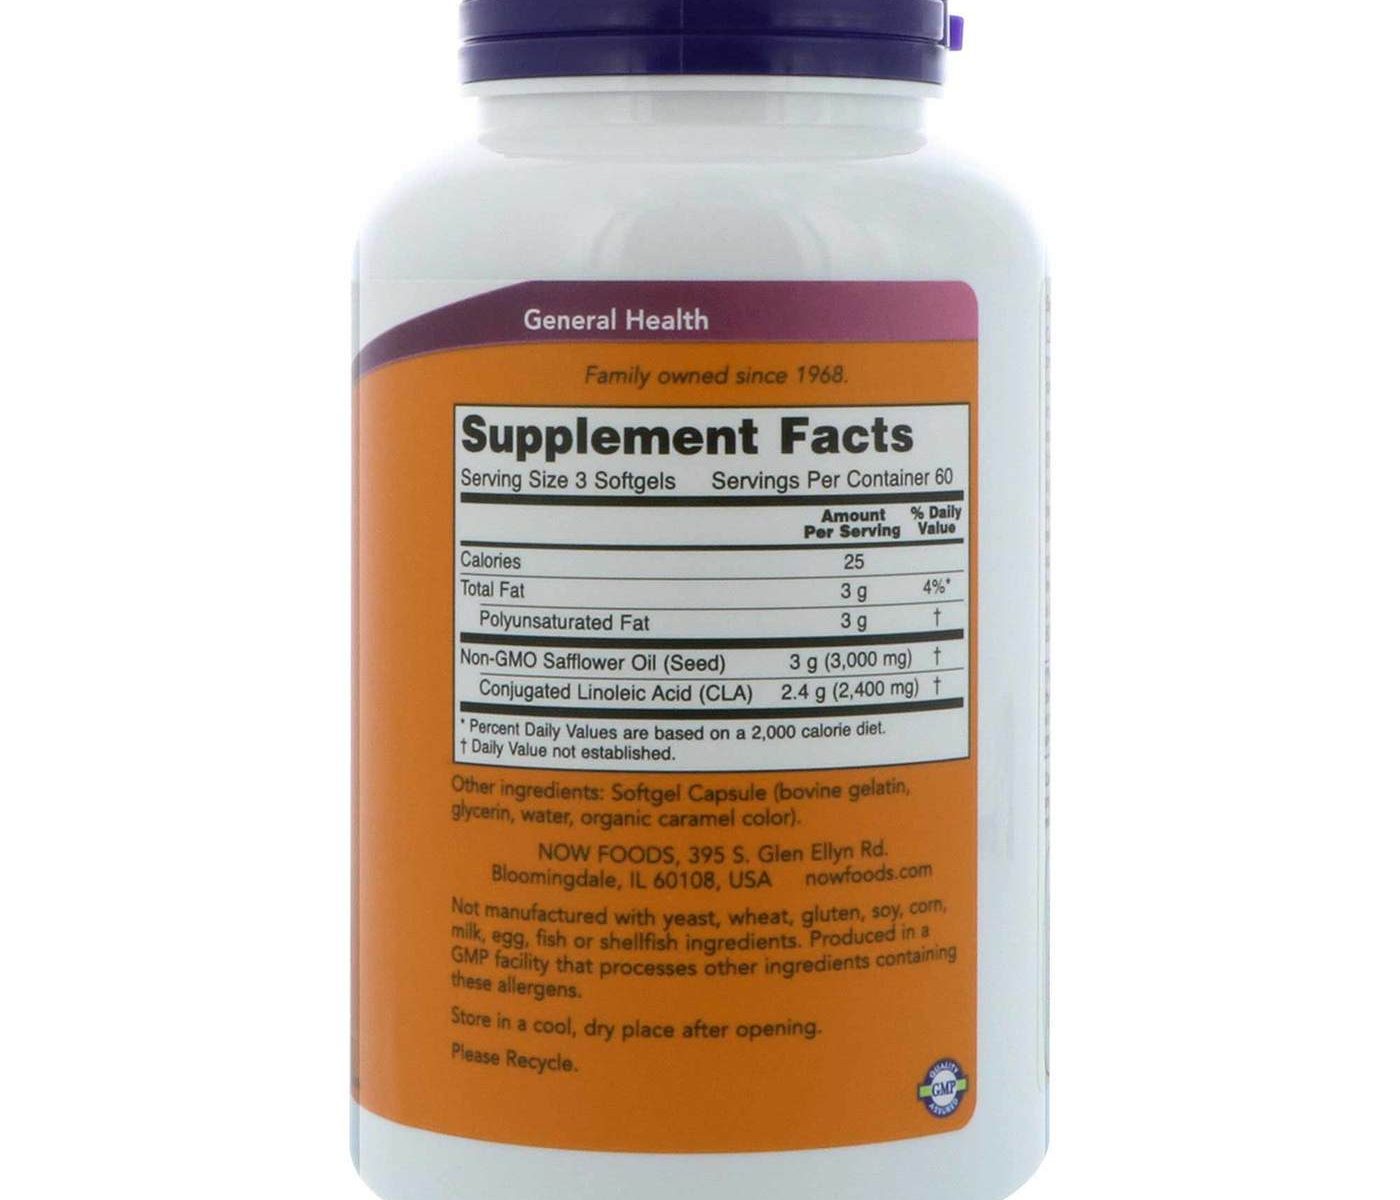 General Health
Family owned since 1968.
Supplement Facts
Serving Size 3 Softgels Servings Per Container 60
Amount Per Serving % Daily Value
Calories 25
Total Fat 3 g 4%*
Polyunsaturated Fat 3 g †
Non-GMO Safflower Oil (Seed) 3 g (3,000 mg) †
Conjugated Linoleic Acid (CLA) 2.4 g (2,400 mg) †
* Percent Daily Values are based on a 2,000 calorie diet.
† Daily Value not established.
Other ingredients: Softgel Capsule (bovine gelatin,
glycerin, water, organic caramel color).
NOW FOODS, 395 S. Glen Ellyn Rd.
Bloomingdale, IL 60108, USA nowfoods.com
Not manufactured with yeast, wheat, gluten, soy, corn,
milk, egg, fish or shellfish ingredients. Produced in a
GMP facility that processes other ingredients containing
these allergens.
Store in a cool, dry place after opening.
Please Recycle.
QUALITY
GMP
ASSURED